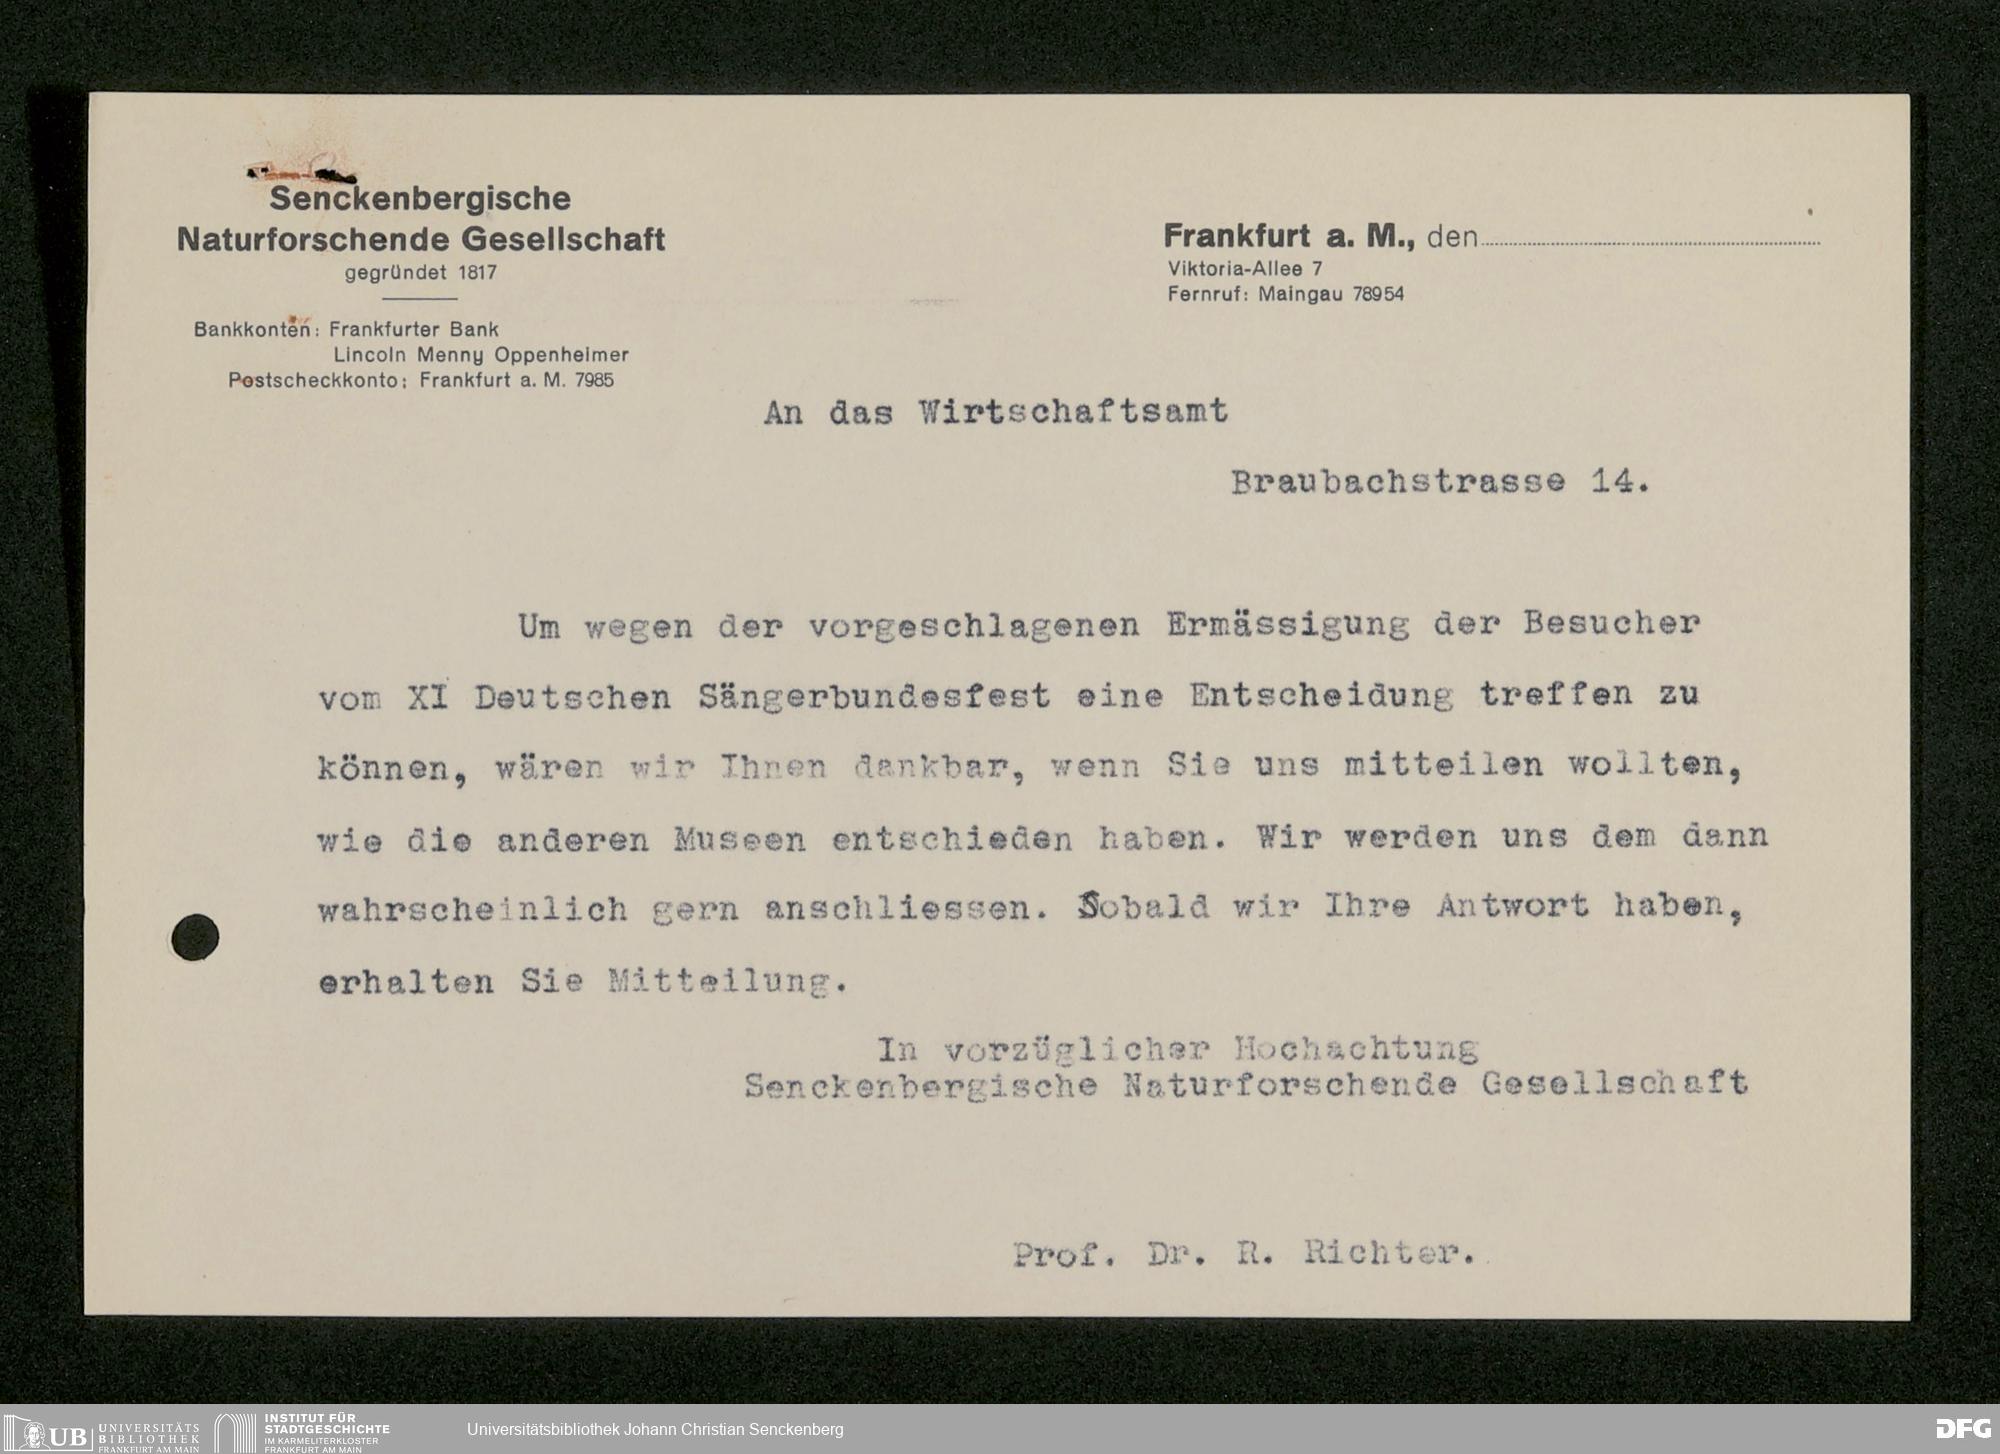 Senckenbergische
Naturforschende Gesellschaft
gegründet 1817
Bankkonten: Frankfurter Bank
Lincoln Menny Oppenheimer
Postscheckkonto: Frankfurt a. M. 7985
Frankfurt a. M., den
Viktoria-Allee 7
Fernruf: Maingau 78954
An das Wirtschaftsamt
Braubachstrasse 14.
Um wegen der vorgeschlagenen Ermässigung der Besucher
vom XI Deutschen Sängerbundesfest eine Entscheidung treffen zu
können, wären wir Ihnen dankbar, wenn Sie uns mitteilen wollten,
wie die anderen Museen entschieden haben. Wir werden uns dem dann
wahrscheinlich gern anschliessen. Sobald wir Ihre Antwort haben,
erhalten Sie Mitteilung.
In vorzüglicher Hochachtung
Senckenbergische Naturforschende Gesellschaft
Prof. Dr. R. Richter.
UB UNIVERSITÄTS
BIBLIOTHEK
FRANKFURT AM MAIN
INSTITUT FÜR
STADTGESCHICHTE
IM KARMELITERKLOSTER
FRANKFURT AM MAIN
Universitätsbibliothek Johann Christian Senckenberg
DFG